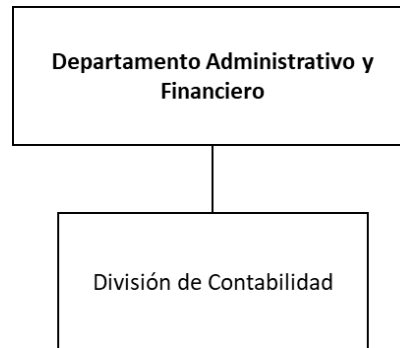 Departamento Administrativo y
Financiero
División de Contabilidad